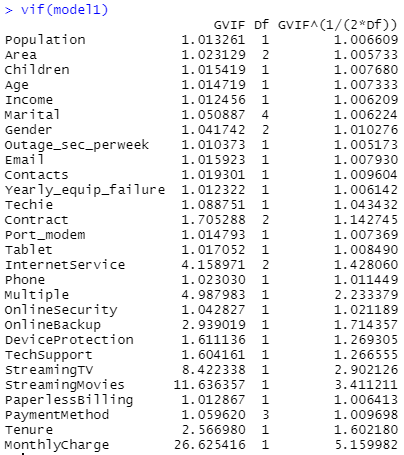 > vif(model1)
GVIF Df GVIF^(1/(2*Df))
Population 1.013261 1 1.006609
Area 1.023129 2 1.005733
Children 1.015419 1 1.007680
Age 1.014719 1 1.007333
Income 1.012456 1 1.006209
Marital 1.050887 4 1.006224
Gender 1.041742 2 1.010276
Outage_sec_perweek 1.010373 1 1.005173
Email 1.015923 1 1.007930
Contacts 1.019301 1 1.009604
Yearly_equip_failure 1.012322 1 1.006142
Techie 1.088751 1 1.043432
Contract 1.705288 2 1.142745
Port_modem 1.014793 1 1.007369
Tablet 1.017052 1 1.008490
InternetService 4.158971 2 1.428060
Phone 1.023030 1 1.011449
Multiple 4.987983 1 2.233379
OnlineSecurity 1.042827 1 1.021189
OnlineBackup 2.939019 1 1.714357
DeviceProtection 1.611136 1 1.269305
TechSupport 1.604161 1 1.266555
StreamingTV 8.422338 1 2.902126
StreamingMovies 11.636357 1 3.411211
PaperlessBilling 1.012867 1 1.006413
PaymentMethod 1.059620 3 1.009698
Tenure 2.566980 1 1.602180
MonthlyCharge 26.625416 1 5.159982